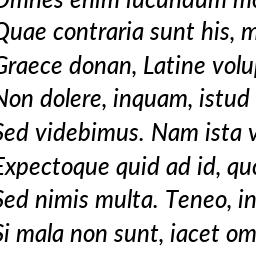 Omnes enim iucundum mo
Quae contraria sunt his, m
Graece donan, Latine volup
Non dolere, inquam, istud
Sed videbimus. Nam ista v
Expectoque quid ad id, quo
Sed nimis multa. Teneo, in
Si mala non sunt, iacet om